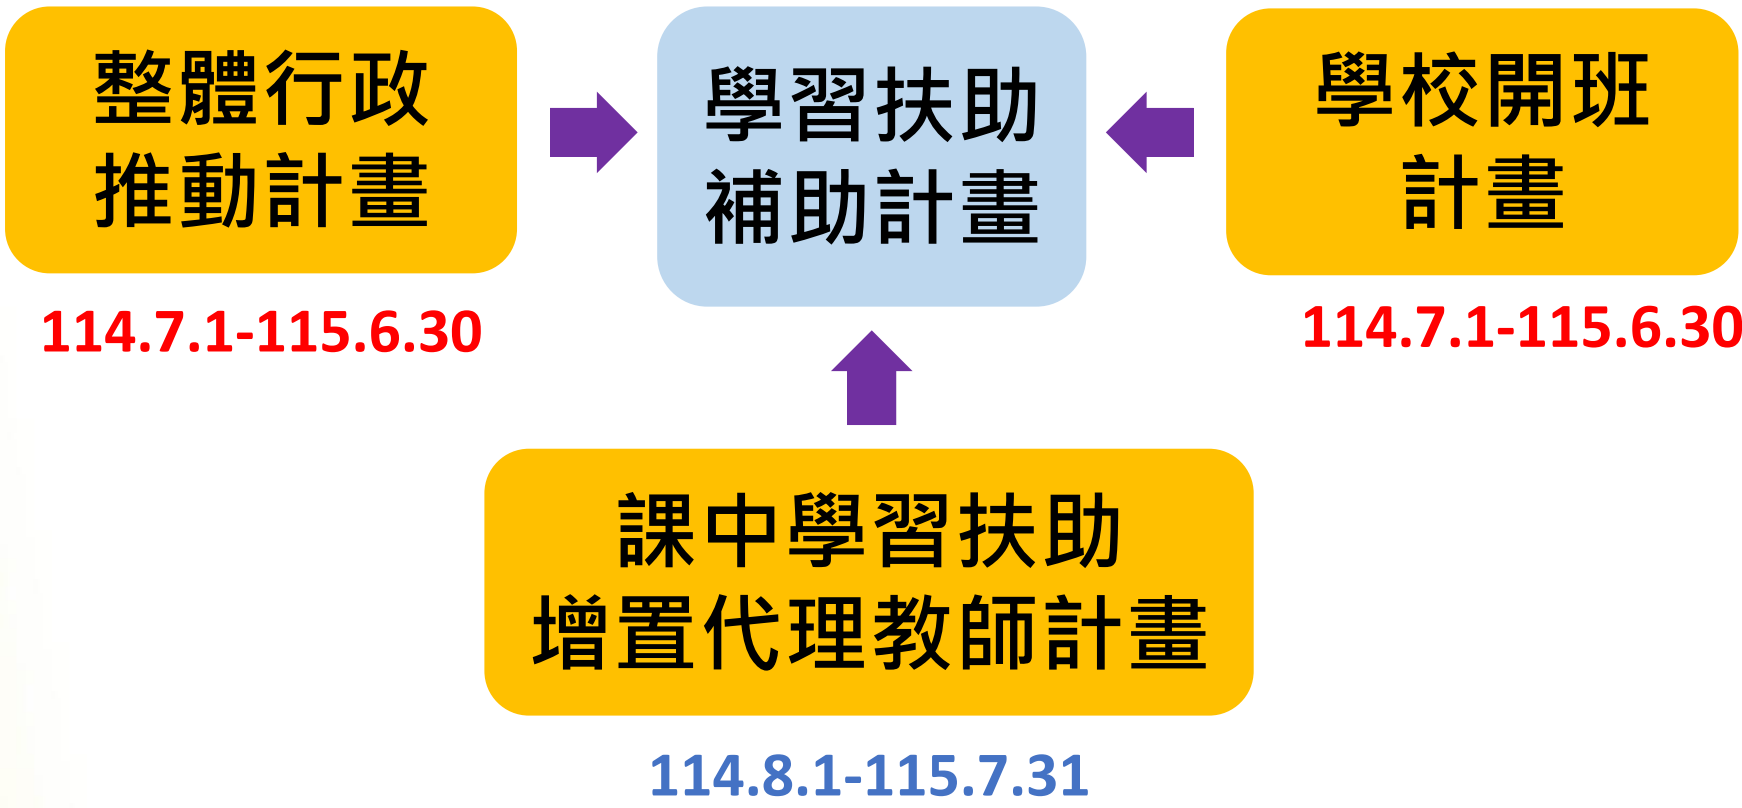 整體行政
推動計畫
114.7.1-115.6.30
學習扶助
補助計畫
學校開班
計畫
114.7.1-115.6.30
課中學習扶助
增置代理教師計畫
114.8.1-115.7.31